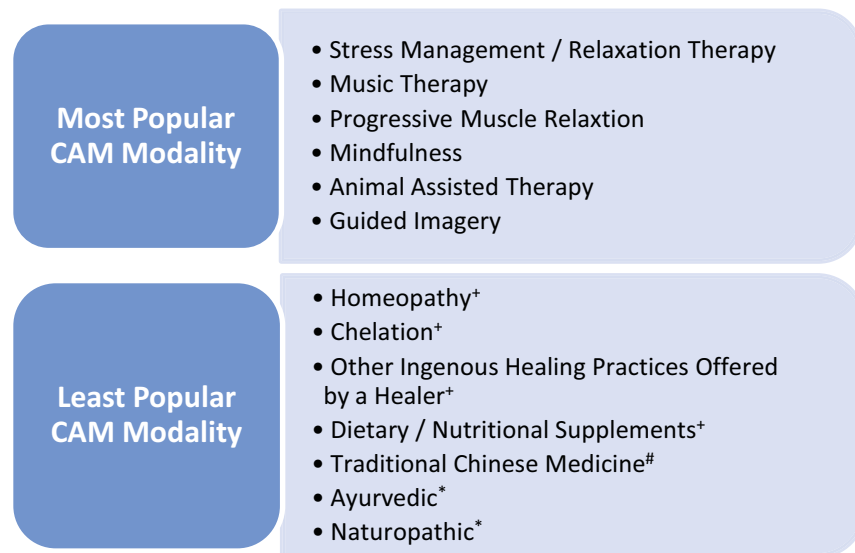 Most Popular
CAM Modality
• Stress Management / Relaxation Therapy
• Music Therapy
• Progressive Muscle Relaxtion
• Mindfulness
• Animal Assisted Therapy
• Guided Imagery
Least Popular
CAM Modality
• Homeopathy⁺
• Chelation⁺
• Other Ingenous Healing Practices Offered
by a Healer⁺
• Dietary / Nutritional Supplements⁺
• Traditional Chinese Medicine#
• Ayurvedic*
• Naturopathic*